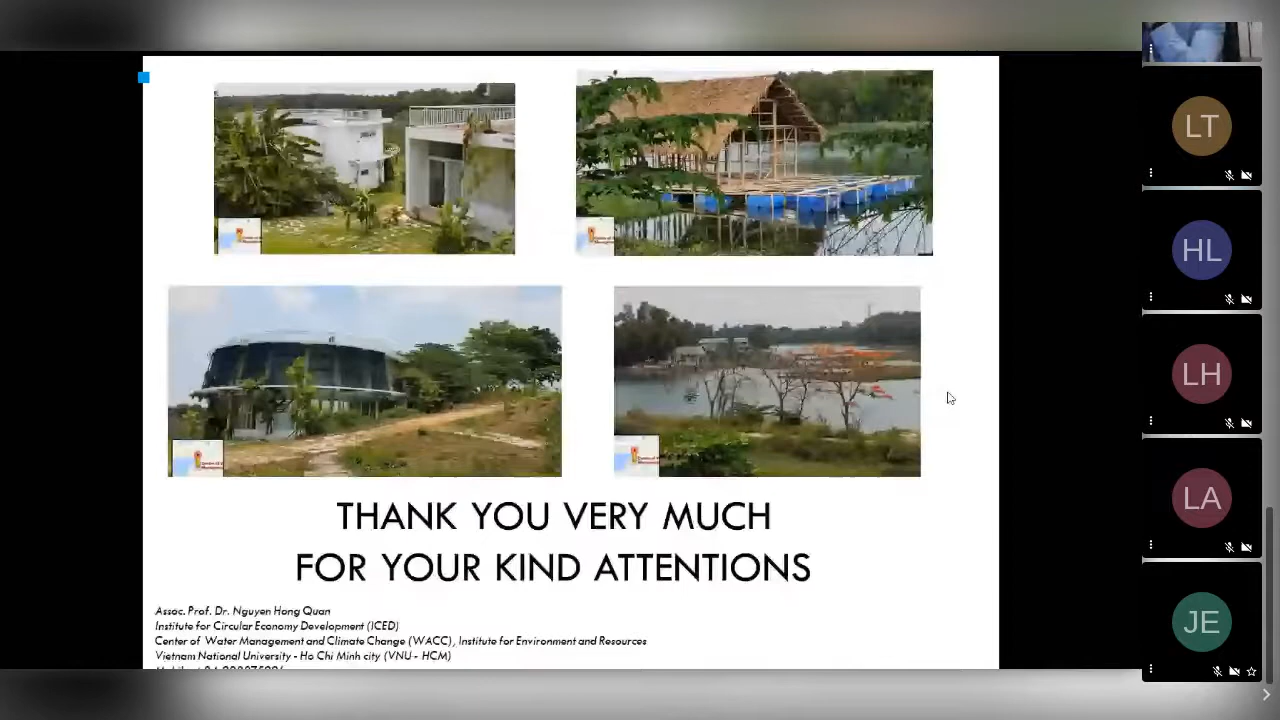 THANK YOU VERY MUCH
FOR YOUR KIND ATTENTIONS
Assoc. Prof. Dr. Nguyen Hong Quan
Institute for Circular Economy Development (ICED)
Center of Water Management and Climate Change (WACC), Institute for Environment and Resources
Vietnam National University - Ho Chi Minh city (VNU - HCM)
LT
HL
LH
LA
JE